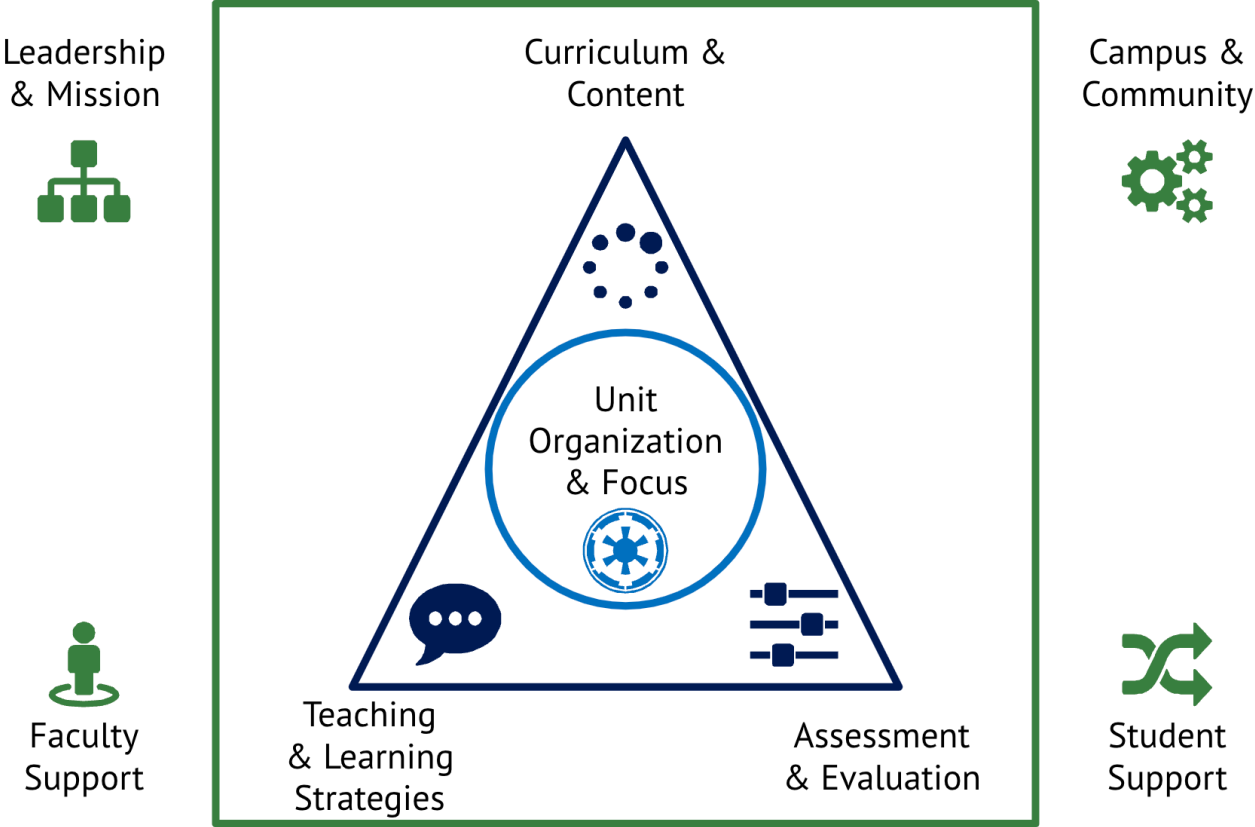 Leadership
& Mission
Curriculum &
Content
Campus &
Community
Unit
Organization
& Focus
Faculty
Support
Teaching
& Learning
Strategies
Assessment
& Evaluation
Student
Support